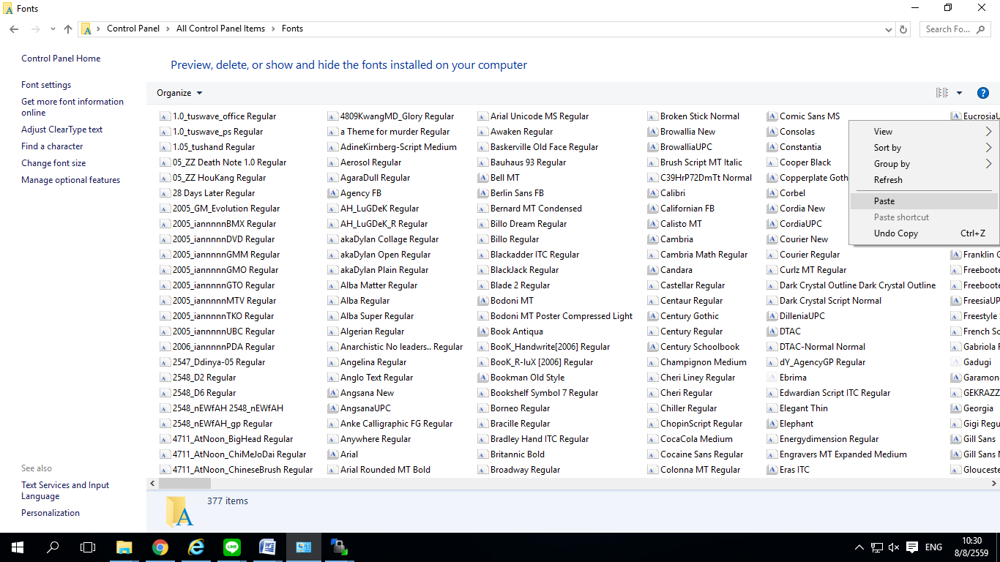 Fonts
Control Panel > All Control Panel Items > Fonts
Search Fo...
Control Panel Home
Font settings
Get more font information
online
Adjust ClearType text
Find a character
Change font size
Manage optional features
See also
Text Services and Input
Language
Personalization
Preview, delete, or show and hide the fonts installed on your computer
Organize
1.0_tuswave_office Regular
1.0_tuswave_ps Regular
1.05_tushand Regular
05_ZZ Death Note 1.0 Regular
05_ZZ HouKang Regular
28 Days Later Regular
2005_GM_Evolution Regular
2005_iannnnnBMX Regular
2005_iannnnnDVD Regular
2005_iannnnnGMM Regular
2005_iannnnnGMO Regular
2005_iannnnnGTO Regular
2005_iannnnnMTV Regular
2005_iannnnnTKO Regular
2005_iannnnnUBC Regular
2006_iannnnnPDA Regular
2547_Ddinya-05 Regular
2548_D2 Regular
2548_D6 Regular
2548_nEWfAH 2548_nEWfAH
2548_nEWfAH_gp Regular
4711_AtNoon_BigHead Regular
4711_AtNoon_ChiMeJoDai Regular
4711_AtNoon_ChineseBrush Regular
4809KwangMD_Glory Regular
a Theme for murder Regular
AdineKirnberg-Script Medium
Aerosol Regular
AgaraDull Regular
Agency FB
AH_LuGDeK Regular
AH_LuGDeK_R Regular
akaDylan Collage Regular
akaDylan Open Regular
akaDylan Plain Regular
Alba Matter Regular
Alba Regular
Alba Super Regular
Algerian Regular
Anarchistic No leaders.. Regular
Angelina Regular
Anglo Text Regular
Angsana New
AngsanaUPC
Anke Calligraphic FG Regular
Anywhere Regular
Arial
Arial Rounded MT Bold
Arial Unicode MS Regular
Awaken Regular
Baskerville Old Face Regular
Bauhaus 93 Regular
Bell MT
Berlin Sans FB
Bernard MT Condensed
Billo Dream Regular
Billo Regular
Blackadder ITC Regular
BlackJack Regular
Blade 2 Regular
Bodoni MT
Bodoni MT Poster Compressed Light
Book Antiqua
BooK_Handwrite[2006] Regular
BooK_R-IuX [2006] Regular
Bookman Old Style
Bookshelf Symbol 7 Regular
Borneo Regular
Bracille Regular
Bradley Hand ITC Regular
Britannic Bold
Broadway Regular
Broken Stick Normal
Browallia New
BrowalliaUPC
Brush Script MT Italic
C39HrP72DmTt Normal
Calibri
Californian FB
Calisto MT
Cambria
Cambria Math Regular
Candara
Castellar Regular
Centaur Regular
Century Gothic
Century Regular
Century Schoolbook
Champignon Medium
Cheri Liney Regular
Cheri Regular
Chiller Regular
ChopinScript Regular
CocaCola Medium
Cocaine Sans Regular
Colonna MT Regular
Comic Sans MS
Consolas
Constantia
Cooper Black
Copperplate Goth
Corbel
Cordia New
CordiaUPC
Courier New
Courier Regular
Curlz MT Regular
Dark Crystal Outline Dark Crystal Outline
Dark Crystal Script Normal
DilleniaUPC
DTAC
DTAC-Normal Normal
dY_AgencyGP Regular
Ebrima
Edwardian Script ITC Regular
Elegant Thin
Elephant
Energydimension Regular
Engravers MT Expanded Medium
Eras ITC
EucrosiaU
Franklin G
Freeboote
Freeboote
FreesiaUP
Freestyle S
French Sc
Gabriola R
Gadugi
Garamon
GEKRAZZ
Georgia
Gigi Regu
Gill Sans
Gill Sans M
Glouceste
View
Sort by
Group by
Refresh
Paste
Paste shortcut
Undo Copy Ctrl+Z
377 items
ENG
10:30
8/8/2559